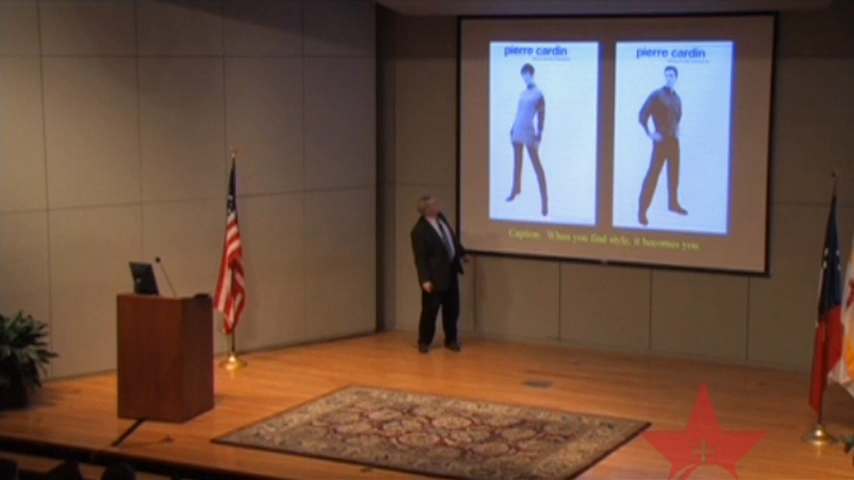 pierre cardin
pierre cardin
Caption: When you find style, it becomes you.